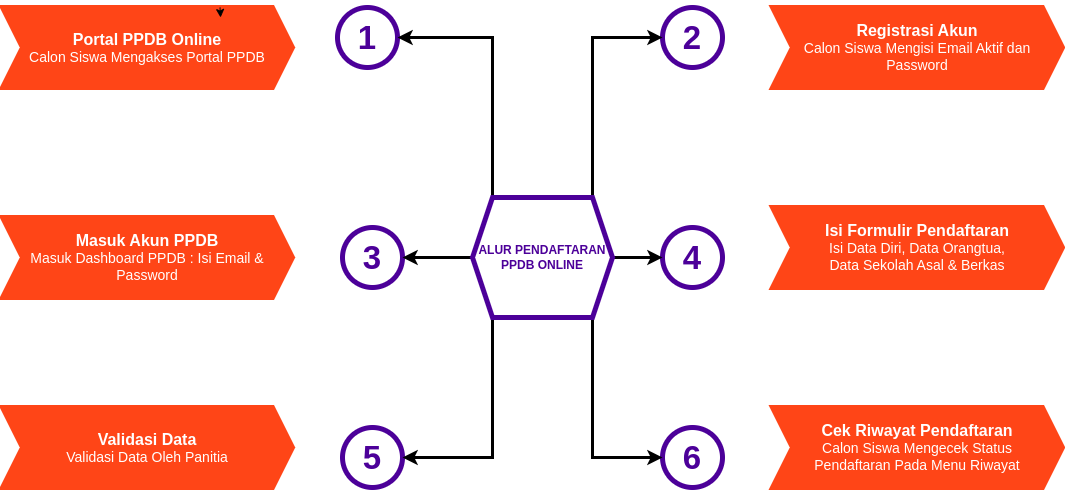 Portal PPDB Online
Calon Siswa Mengakses Portal PPDB
1
2
Registrasi Akun
Calon Siswa Mengisi Email Aktif dan
Password
Masuk Akun PPDB
Masuk Dashboard PPDB : Isi Email &
Password
3
ALUR PENDAFTARAN
PPDB ONLINE
4
Isi Formulir Pendaftaran
Isi Data Diri, Data Orangtua,
Data Sekolah Asal & Berkas
Validasi Data
Validasi Data Oleh Panitia
5
6
Cek Riwayat Pendaftaran
Calon Siswa Mengecek Status
Pendaftaran Pada Menu Riwayat